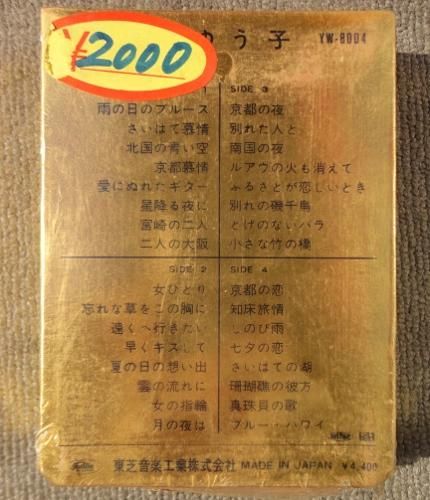 ¥2000
ゆう子 YW-8004
1
雨の日のブルース
さいはて慕情
北国の青い空
京都慕情
愛にぬれたギター
星降る夜に
宮崎の二人
二人の大阪
SIDE 3
京都の夜
別れた人と
南国の夜
ルアウの火も消えて
ふるさとが恋しいとき
別れの磯千鳥
とげのないバラ
小さな竹の橋
SIDE 2
女ひとり
忘れな草をこの胸に
遠くへ行きたい
早くキスして
夏の日の想い出
雲の流れに
女の指輪
月の夜は
SIDE 4
京都の恋
知床旅情
しのび雨
七夕の恋
さいはての湖
珊瑚礁の彼方
真珠貝の歌
ブルー・ハワイ
東芝音楽工業株式会社 MADE IN JAPAN ¥4,400